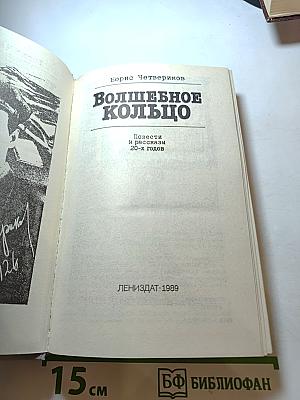 Борис Четвериков
ВОЛШЕБНОЕ
КОЛЬЦО
Повести
и рассказы
20-х годов
ЛЕНИЗДАТ·1989
15 см
БФ БИБЛИОФАН